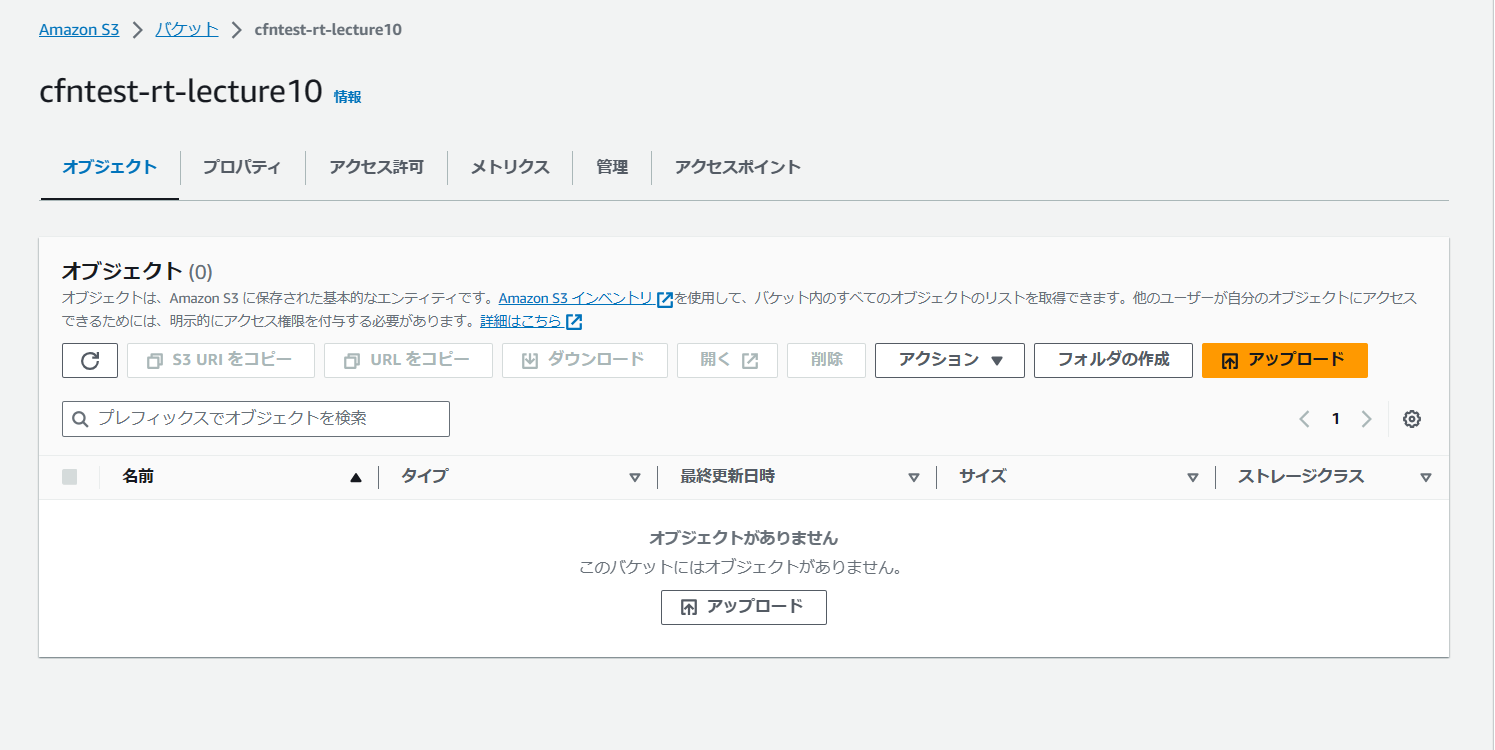 Amazon S3 > バケット > cfntest-rt-lecture10
cfntest-rt-lecture10 情報
オブジェクト プロパティ アクセス許可 メトリクス 管理 アクセスポイント
オブジェクト (0)
オブジェクトは、Amazon S3 に保存された基本的なエンティティです。Amazon S3 インベントリ を使用して、バケット内のすべてのオブジェクトのリストを取得できます。他のユーザーが自分のオブジェクトにアクセス
できるためには、明示的にアクセス権限を付与する必要があります。詳細はこちら
S3 URI をコピー URL をコピー ダウンロード 開く 削除 アクション フォルダの作成 アップロード
プレフィックスでオブジェクトを検索 1
名前 タイプ 最終更新日時 サイズ ストレージクラス
オブジェクトがありません
このバケットにはオブジェクトがありません。
アップロード